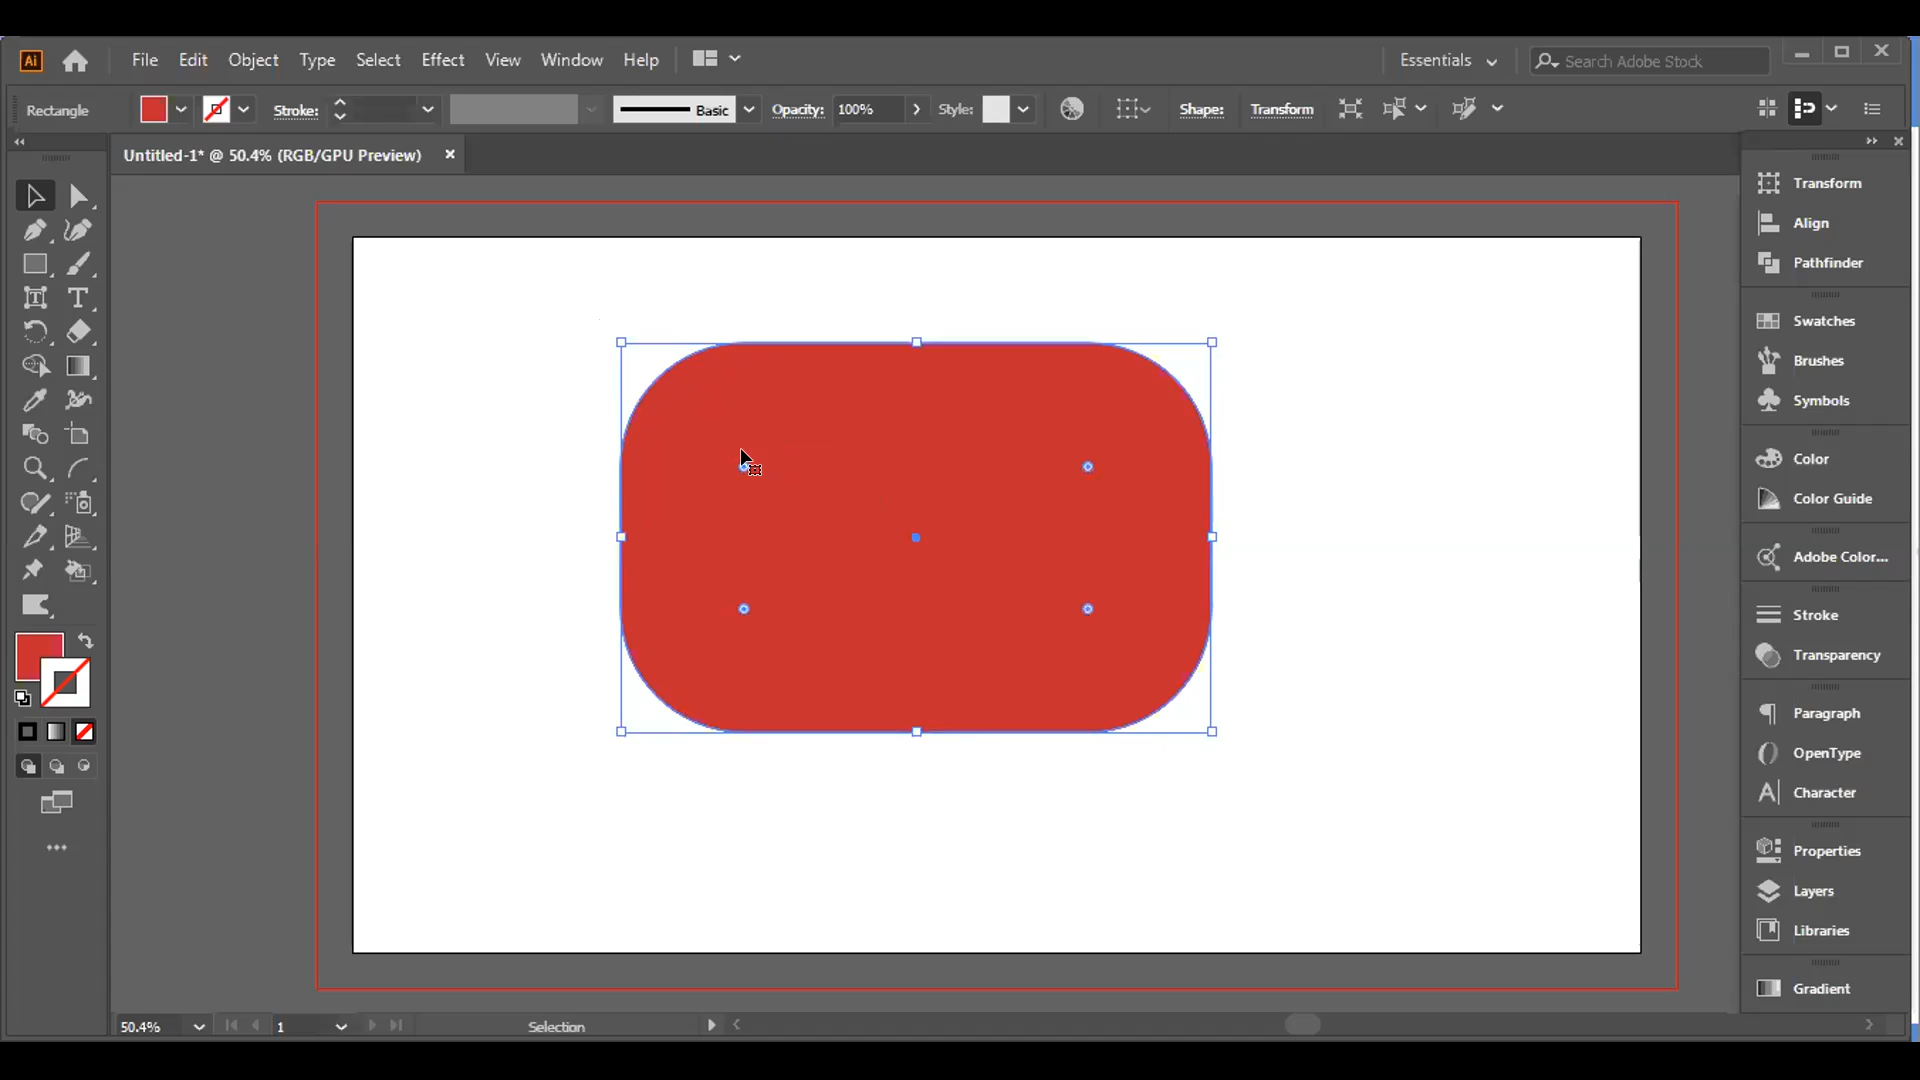 Ai File Edit Object Type Select Effect View Window Help Essentials Search Adobe Stock
Rectangle Stroke: Basic Opacity: 100% Style: Shape: Transform
Untitled-1* @ 50.4% (RGB/GPU Preview)
Transform
Align
Pathfinder
Swatches
Brushes
Symbols
Color
Color Guide
Adobe Color...
Stroke
Transparency
Paragraph
OpenType
Character
Properties
Layers
Libraries
Gradient
50.4% 1 Selection